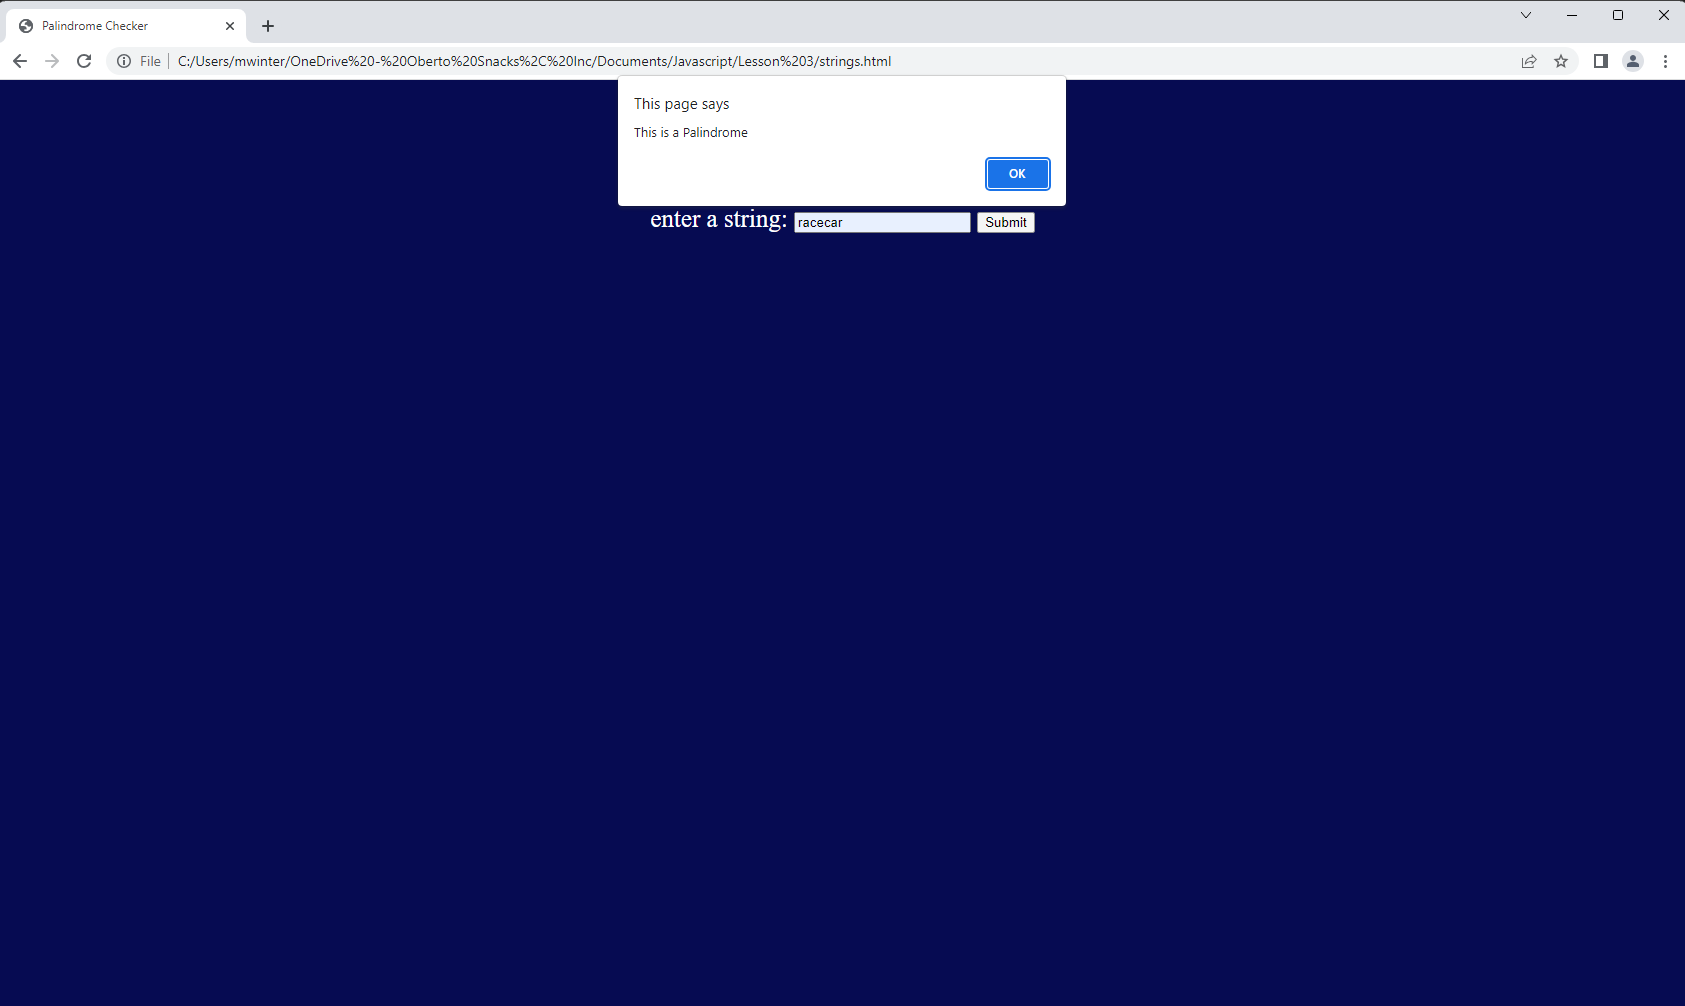 Palindrome Checker
File C:/Users/mwinter/OneDrive%20-%20Oberto%20Snacks%2C%20Inc/Documents/Javascript/Lesson%203/strings.html
This page says
This is a Palindrome
OK
enter a string: racecar Submit